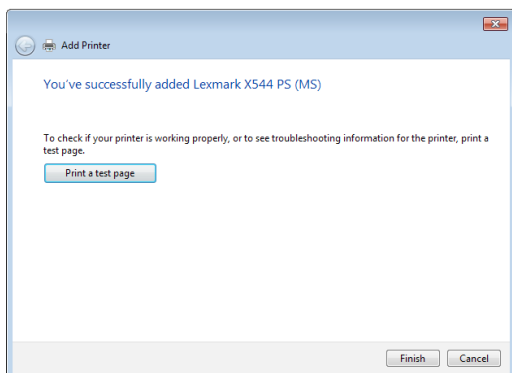 Add Printer
You've successfully added Lexmark X544 PS (MS)
To check if your printer is working properly, or to see troubleshooting information for the printer, print a
test page.
Print a test page
Finish Cancel